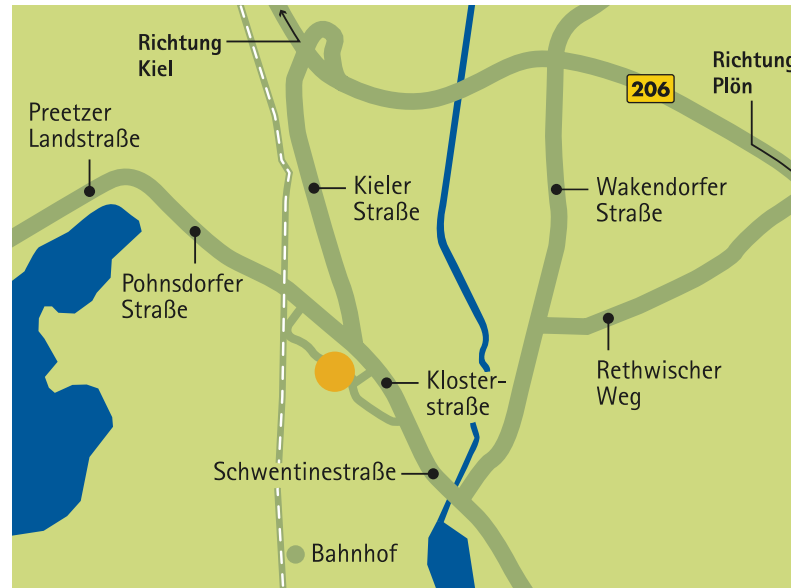 Richtung
Kiel
Richtung
Plön
206
Preetzer
Landstraße
Kieler
Straße
Wakendorfer
Straße
Pohnsdorfer
Straße
Rethwischer
Weg
Kloster-
straße
Schwentinestraße
Bahnhof